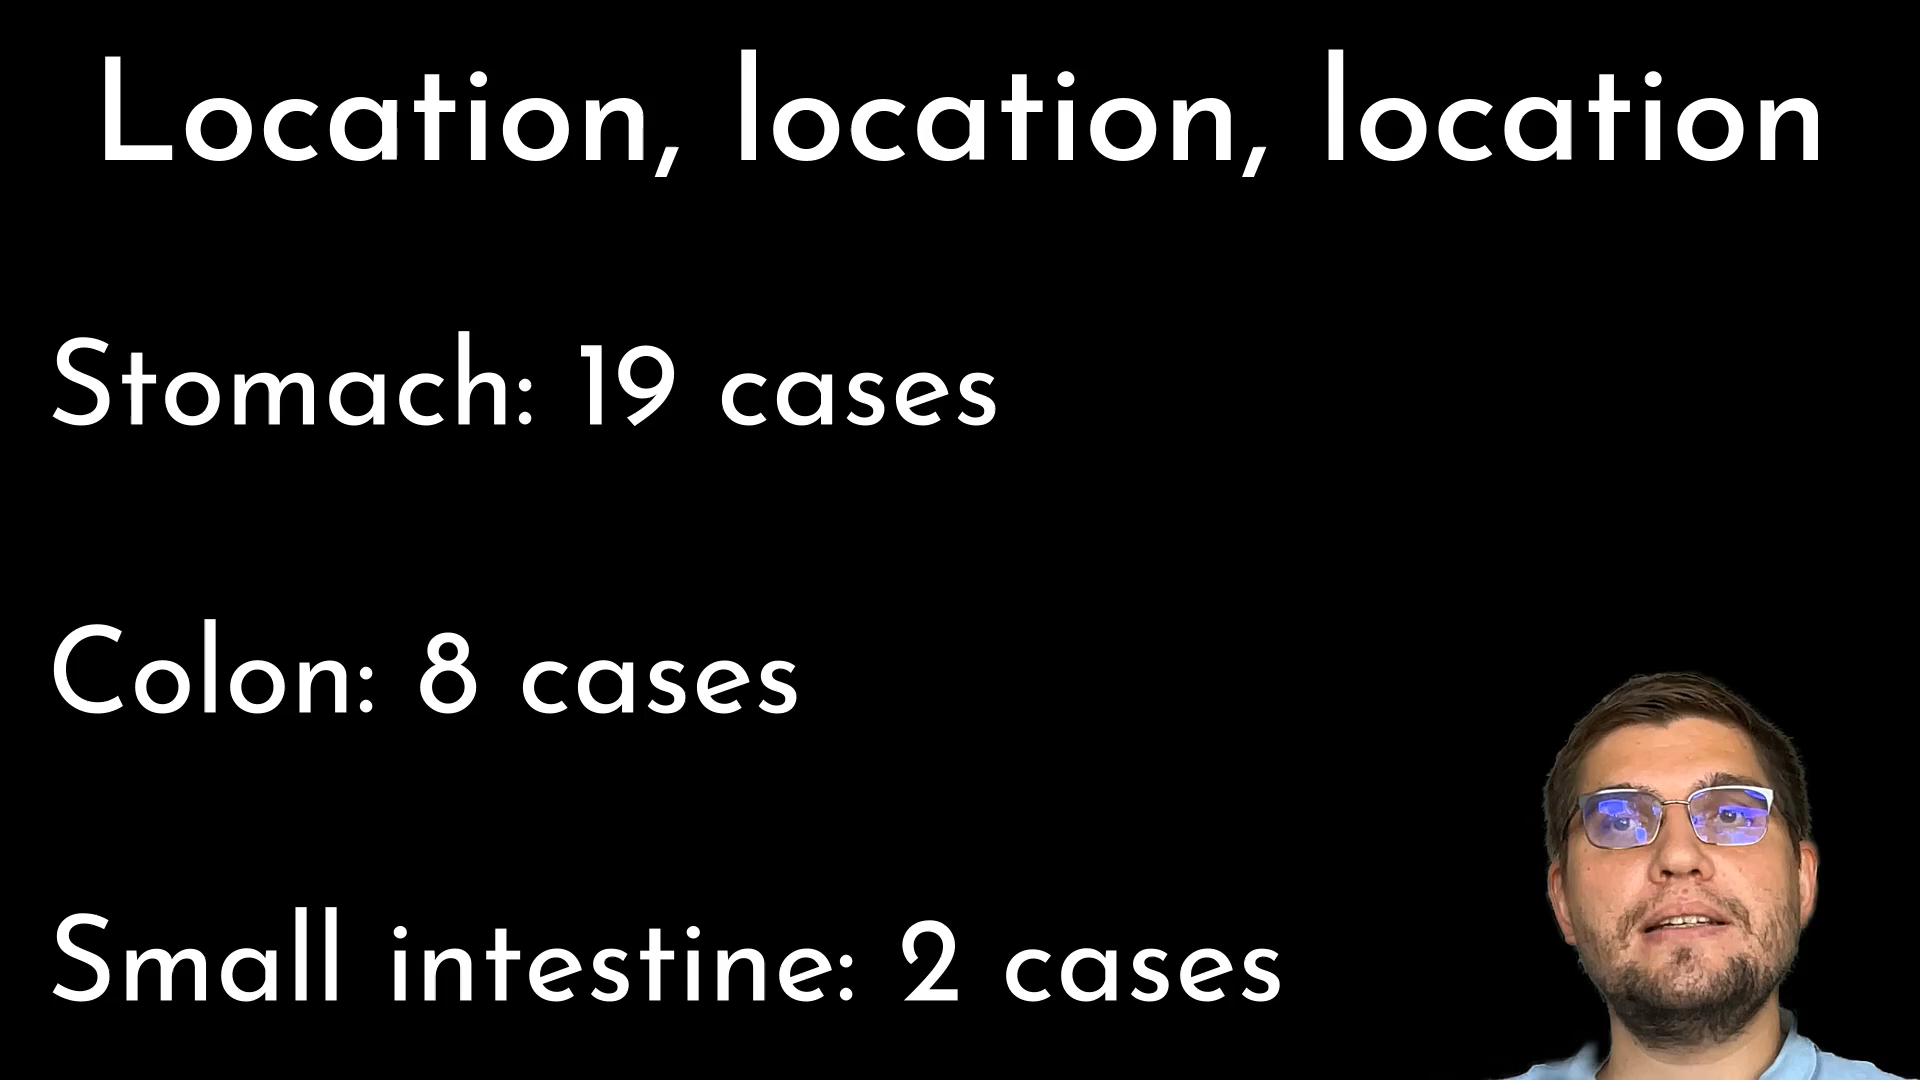 Location, location, location
Stomach: 19 cases
Colon: 8 cases
Small intestine: 2 cases